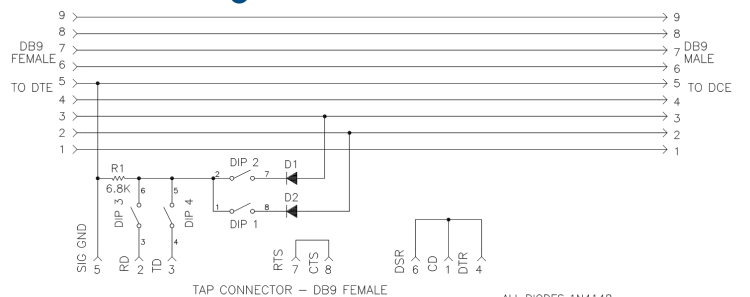 9 9
8 8
DB9 FEMALE 7 7 DB9 MALE
6 6
TO DTE 5 5 TO DCE
4 4
3 3
2 2
1 1
R1
6.8K
DIP 2
2 7
D1
D2
1 8
DIP 1
6 5
DIP 3
DIP 4
3 4
SIG GND
RD
TD
RTS
CTS
DSR
CD
DTR
5 2 3 7 8 6 1 4
TAP CONNECTOR – DB9 FEMALE